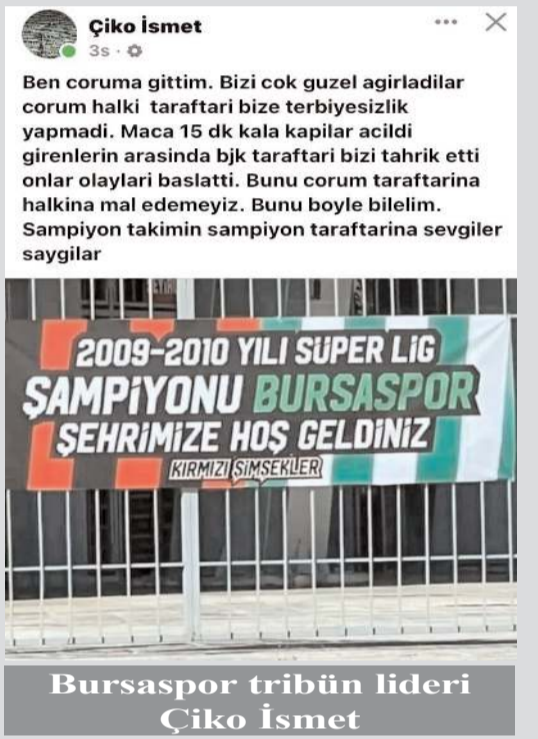 Çiko İsmet
3s
Ben coruma gittim. Bizi cok guzel agirladilar
corum halki taraftari bize terbiyesizlik
yapmadi. Maca 15 dk kala kapilar acildi
girenlerin arasinda bjk taraftari bizi tahrik etti
onlar olaylari baslatti. Bunu corum taraftarina
halkina mal edemeyiz. Bunu boyle bilelim.
Sampiyon takimin sampiyon taraftarina sevgiler
saygilar
2009-2010 YILI SÜPER LİG
ŞAMPİYONU BURSASPOR
ŞEHRİMİZE HOŞ GELDİNİZ
KIRMIZI ŞİMŞEKLER
Bursaspor tribün lideri
Çiko İsmet